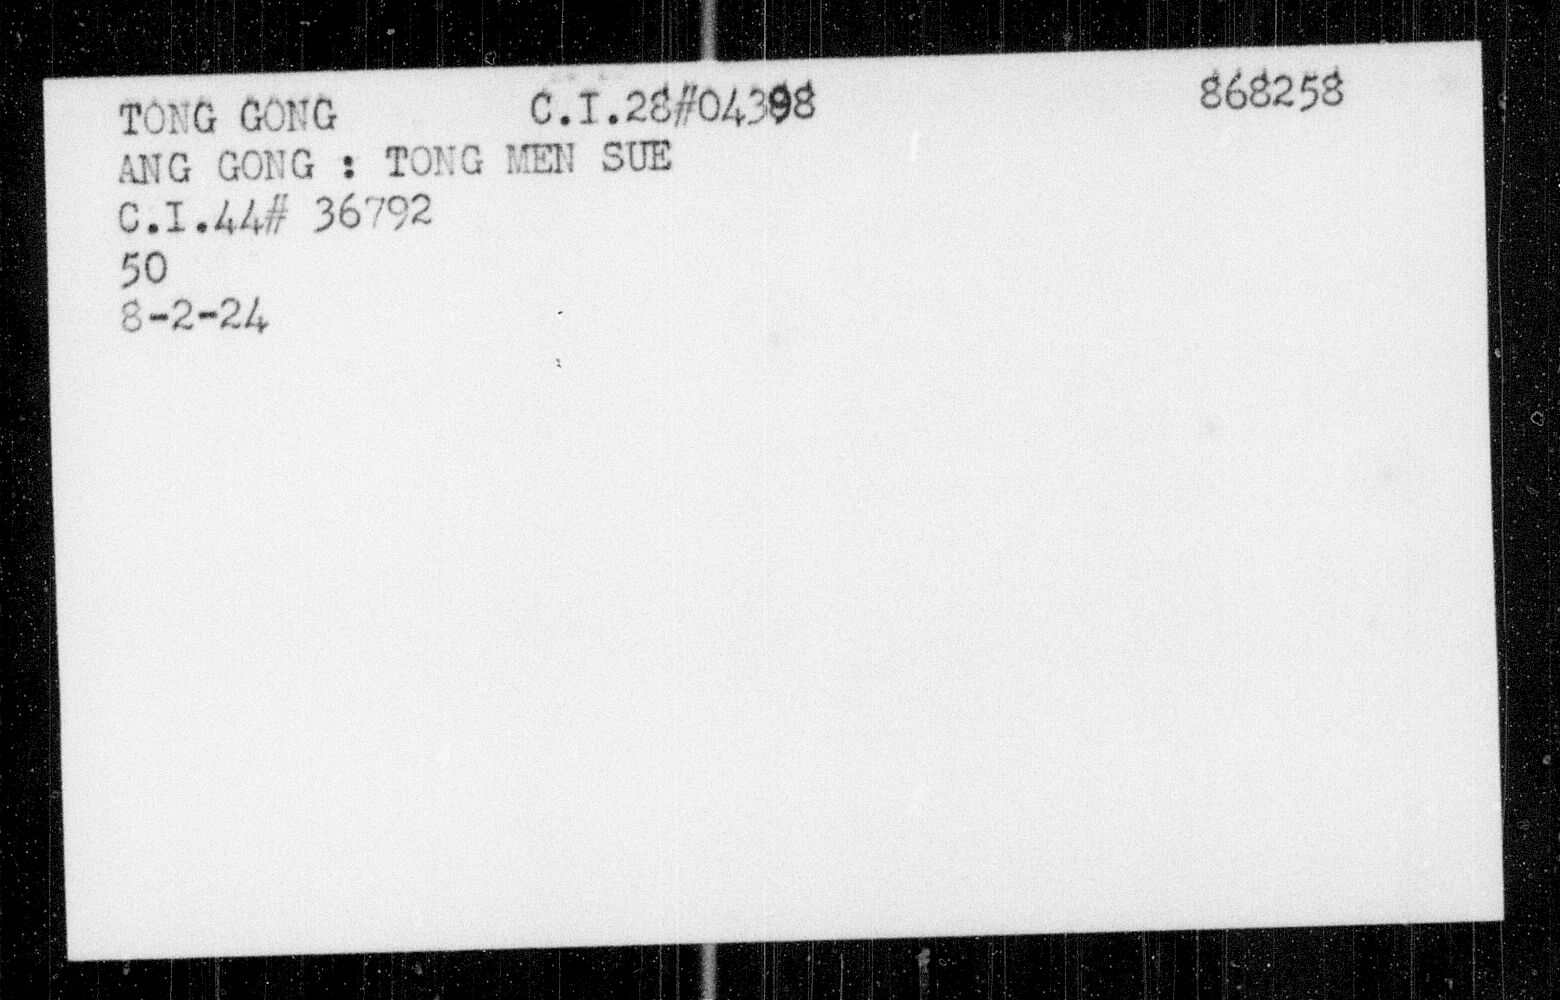 TONG GONG C.I.28#04398 868258
ANG GONG : TONG MEN SUE
C.I.44# 36792
50
8-2-24